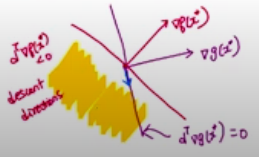 ∇f(x*)
dᵀ∇f(x*)
<0
∇g(x*)
descent
directions
dᵀ∇g(x*)=0